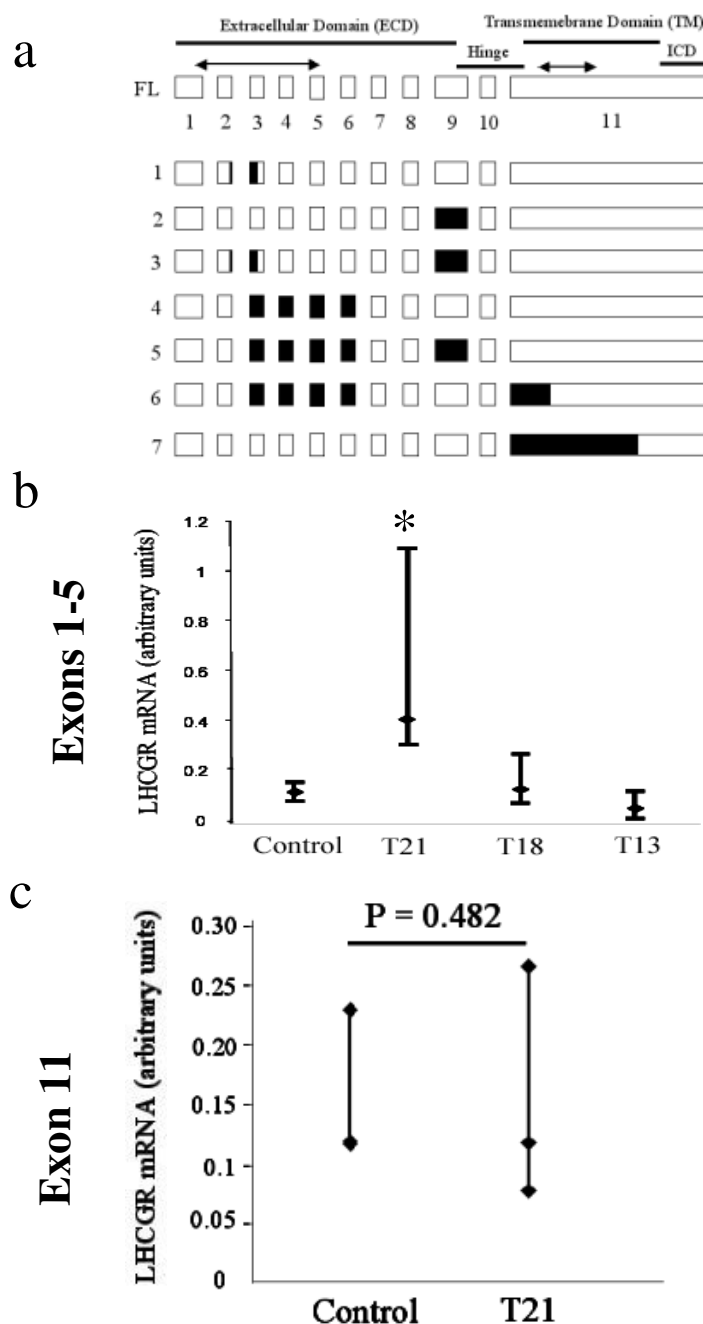 a
Extracellular Domain (ECD)
Transmemebrane Domain (TM)
Hinge
ICD
FL
1 2 3 4 5 6 7 8 9 10 11
1
2
3
4
5
6
7
b
Exons 1-5
LHCGR mRNA (arbitrary units)
*
1.2
1
0.8
0.6
0.4
0.2
0
Control T21 T18 T13
c
Exon 11
LHCGR mRNA (arbitrary units)
P = 0.482
0.30
0.25
0.20
0.15
0.1
0.05
0
Control T21